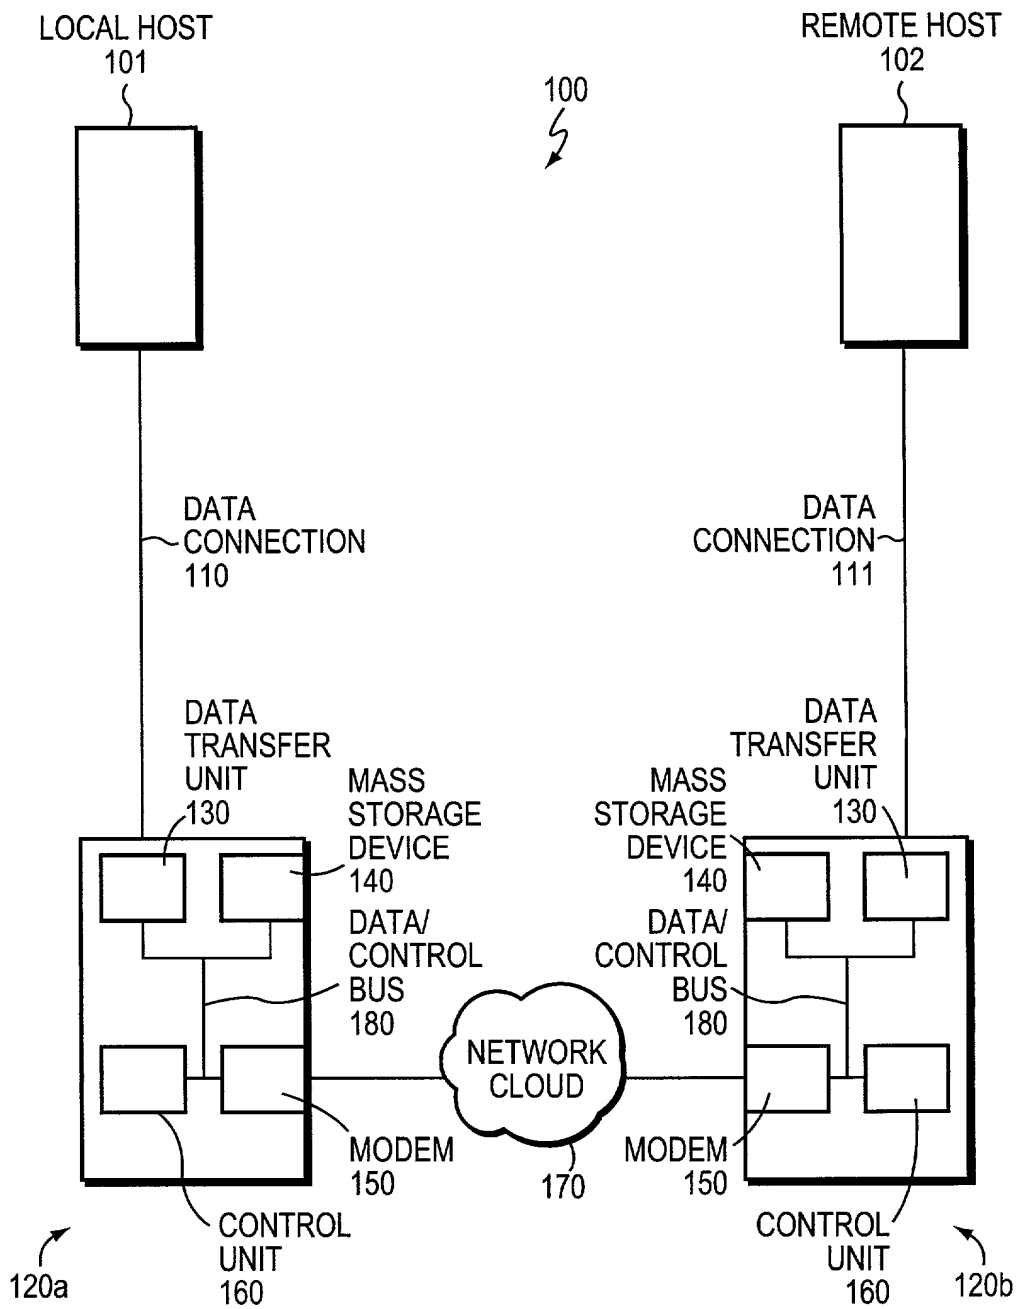 LOCAL HOST
101
REMOTE HOST
102
100
DATA
CONNECTION
110
DATA
CONNECTION
111
DATA
TRANSFER
UNIT
130
MASS
STORAGE
DEVICE
140
DATA/
CONTROL
BUS
180
MASS
STORAGE
DEVICE
140
DATA
TRANSFER
UNIT
130
DATA/
CONTROL
BUS
180
NETWORK
CLOUD
170
MODEM
150
MODEM
150
CONTROL
UNIT
160
CONTROL
UNIT
160
120a
120b